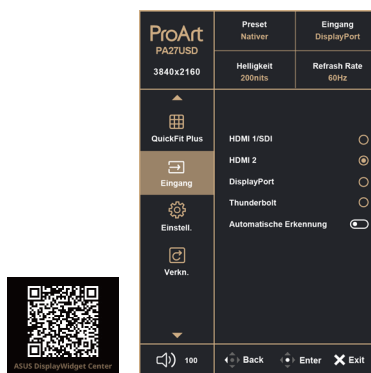 ProArt
PA27USD
3840x2160
Preset
Nativer
Eingang
DisplayPort
Helligkeit
200nits
Refrash Rate
60Hz
QuickFit Plus
Eingang
Einstell.
Verkn.
HDMI 1/SDI
HDMI 2
DisplayPort
Thunderbolt
Automatische Erkennung
100
Back
Enter
Exit
ASUS DisplayWidget Center